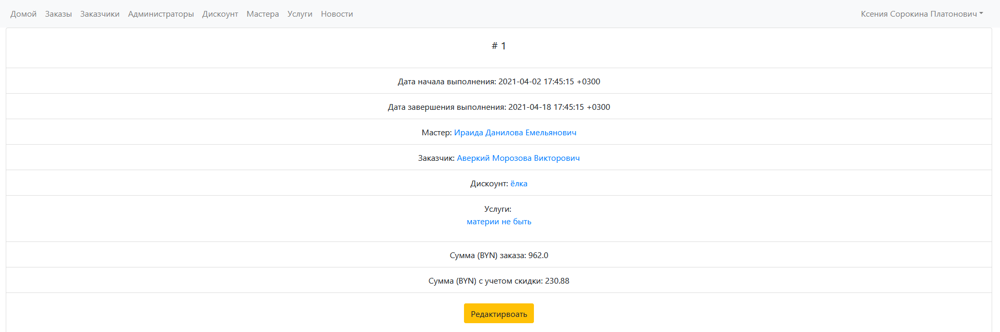 Домой Заказы Заказчики Администраторы Дискоунт Мастера Услуги Новости Ксения Сорокина Платонович
# 1
Дата начала выполнения: 2021-04-02 17:45:15 +0300
Дата завершения выполнения: 2021-04-18 17:45:15 +0300
Мастер: Ираида Данилова Емельянович
Заказчик: Аверкий Морозова Викторович
Дискоунт: ёлка
Услуги:
материи не быть
Сумма (BYN) заказа: 962.0
Сумма (BYN) с учетом скидки: 230.88
Редактирвоать